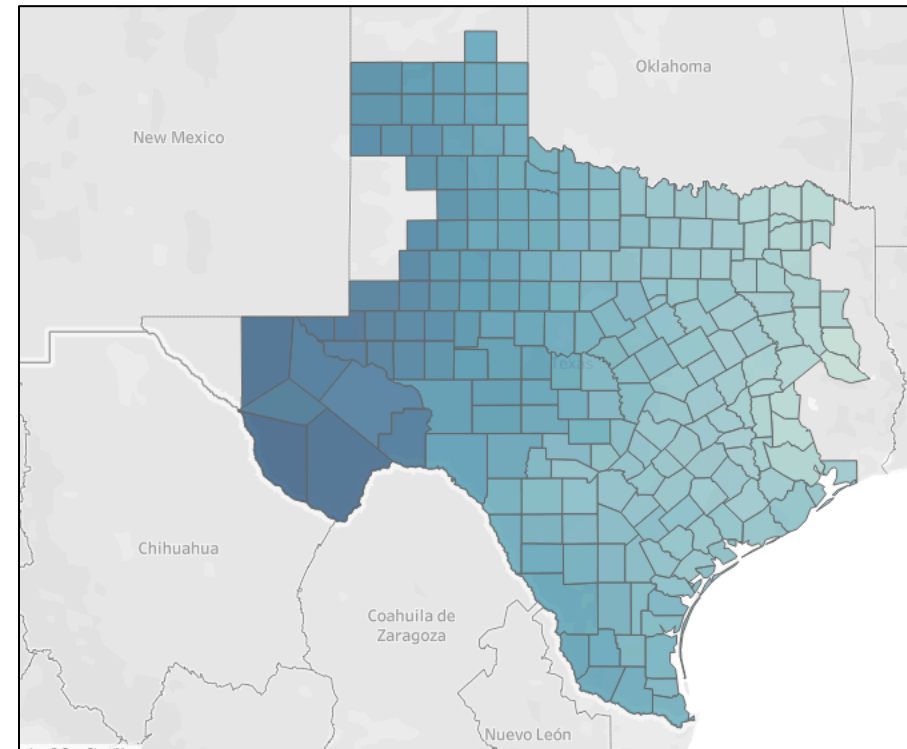 Oklahoma
New Mexico
Texas
Chihuahua
Coahuila de
Zaragoza
Nuevo León